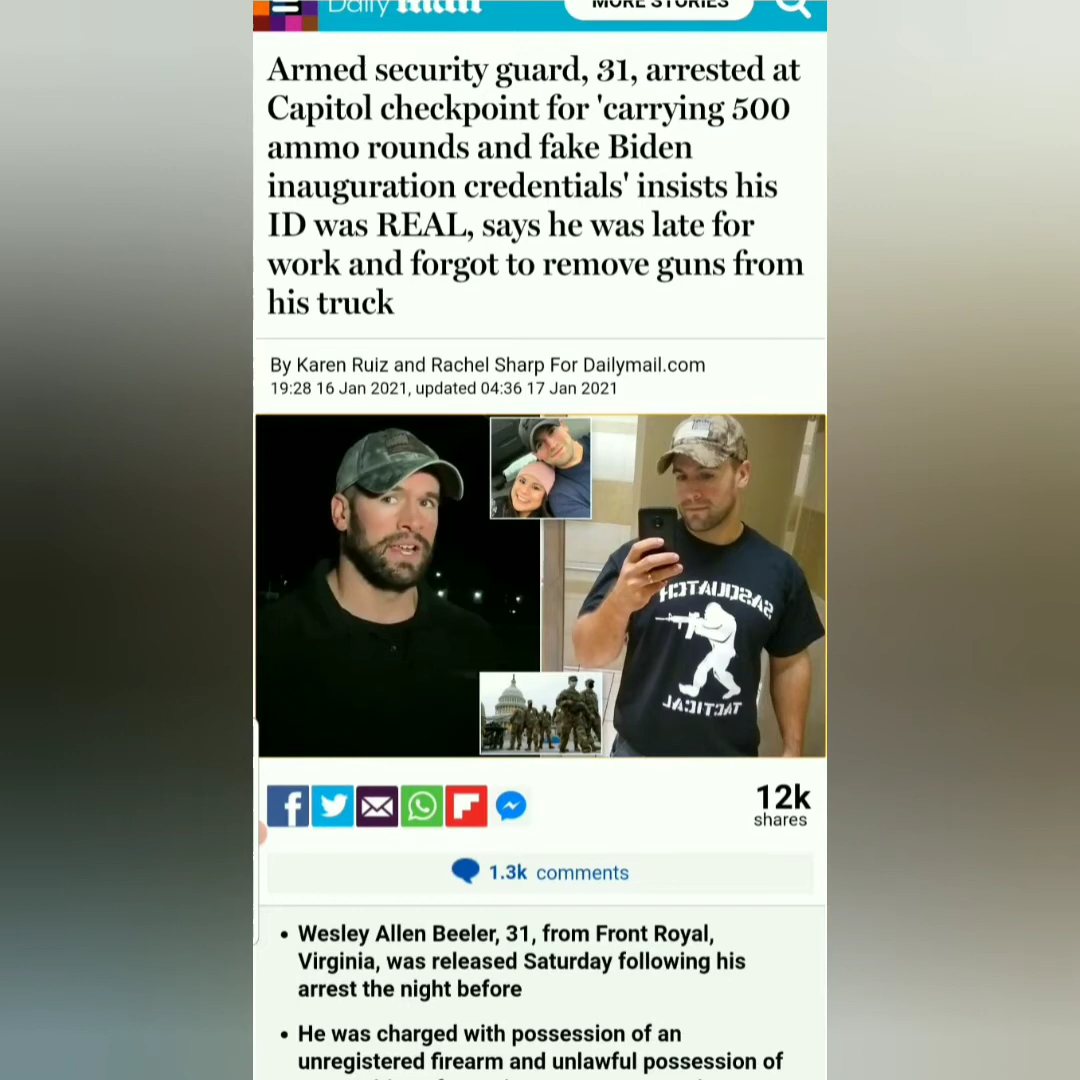 Daily Mail
MORE STORIES
Armed security guard, 31, arrested at
Capitol checkpoint for 'carrying 500
ammo rounds and fake Biden
inauguration credentials' insists his
ID was REAL, says he was late for
work and forgot to remove guns from
his truck
By Karen Ruiz and Rachel Sharp For Dailymail.com
19:28 16 Jan 2021, updated 04:36 17 Jan 2021
SASQUATCH
TACTICAL
12k
shares
1.3k comments
• Wesley Allen Beeler, 31, from Front Royal,
Virginia, was released Saturday following his
arrest the night before
• He was charged with possession of an
unregistered firearm and unlawful possession of